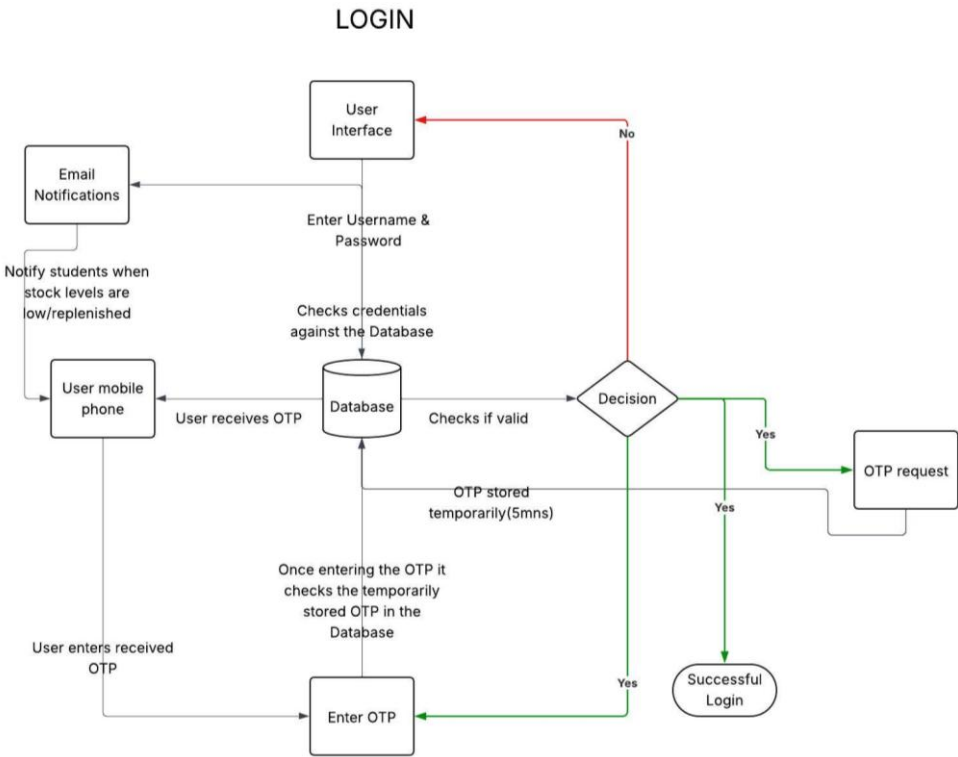 LOGIN
User
Interface
No
Email
Notifications
Enter Username &
Password
Notify students when
stock levels are
low/replenished
Checks credentials
against the Database
User mobile
phone
User receives OTP
Database
Checks if valid
Decision
Yes
OTP request
OTP stored
temporarily(5mns)
Yes
Once entering the OTP it
checks the temporarily
stored OTP in the
Database
User enters received
OTP
Yes
Successful
Login
Enter OTP